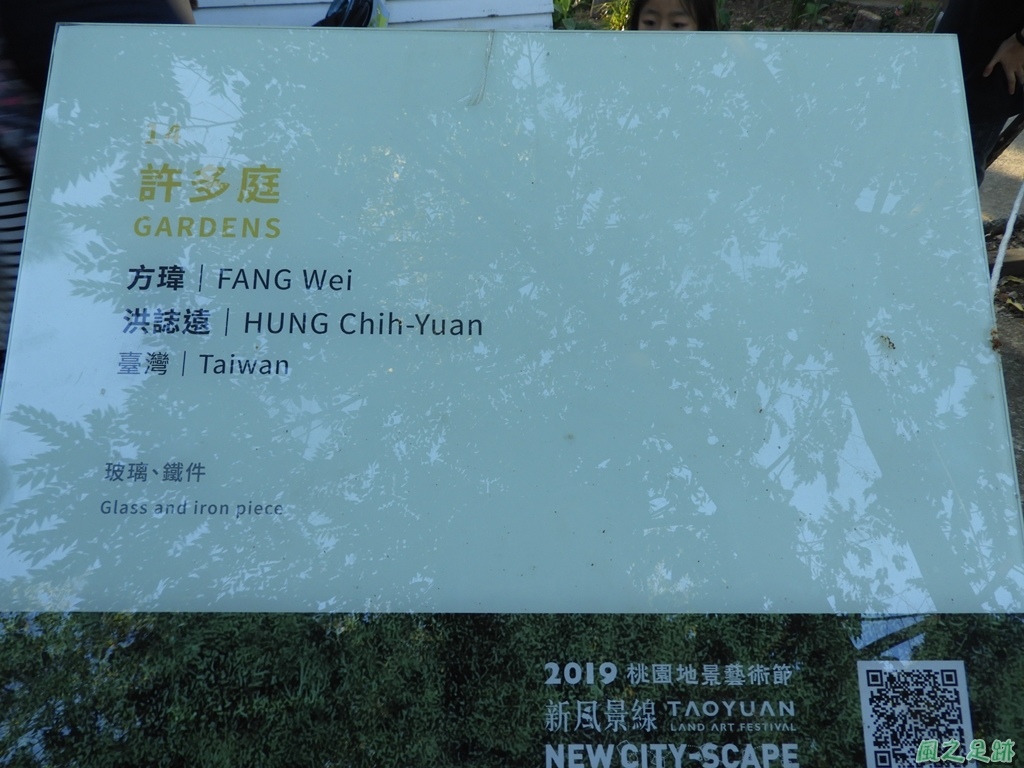 許多庭
GARDENS
方瑋｜FANG Wei
洪誌遠｜HUNG Chih-Yuan
臺灣｜Taiwan
玻璃、鐵件
Glass and iron piece
2019 桃園地景藝術節
新風景線 TAOYUAN
LAND ART FESTIVAL
NEW CITY-SCAPE
風之足跡